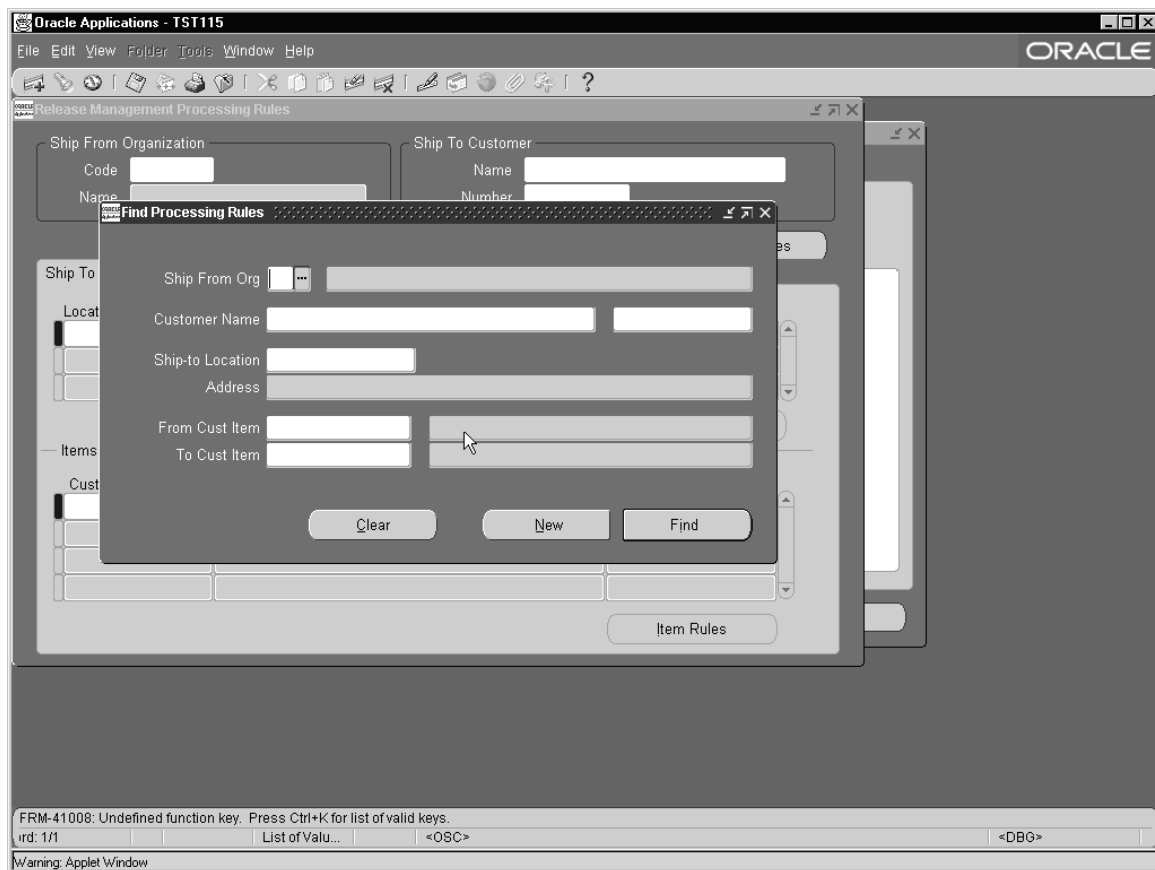 Oracle Applications - TST115
File Edit View Folder Tools Window Help
ORACLE
Release Management Processing Rules
Ship From Organization
Ship To Customer
Code
Name
Name
Number
Find Processing Rules
es
Ship To
Ship From Org
Locat
Customer Name
Ship-to Location
Address
From Cust Item
Items
To Cust Item
Cust
Clear
New
Find
Item Rules
FRM-41008: Undefined function key. Press Ctrl+K for list of valid keys.
rd: 1/1
List of Valu...
<OSC>
<DBG>
Warning: Applet Window